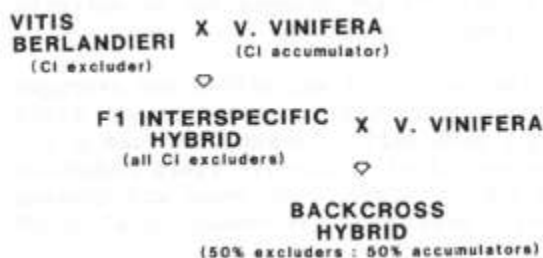 VITIS
BERLANDIERI X V. VINIFERA
(Cl excluder) (Cl accumulator)
F1 INTERSPECIFIC
HYBRID X V. VINIFERA
(all Cl excluders)
BACKCROSS
HYBRID
(50% excluders : 50% accumulators)